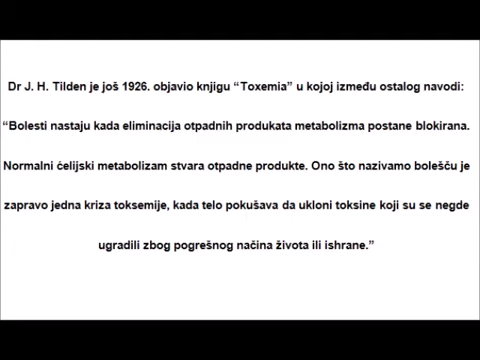 Dr J. H. Tilden je još 1926. objavio knjigu “Toxemia” u kojoj između ostalog navodi:
“Bolesti nastaju kada eliminacija otpadnih produkata metabolizma postane blokirana.
Normalni ćelijski metabolizam stvara otpadne produkte. Ono što nazivamo bolešču je
zapravo jedna kriza toksemije, kada telo pokušava da ukloni toksine koji su se negde
ugradili zbog pogrešnog načina života ili ishrane.”